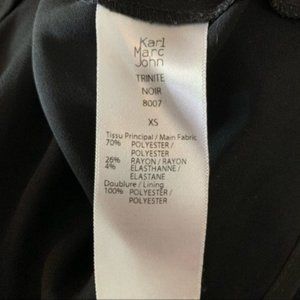 Karl
Marc
John
TRINITE
NOIR
8007
XS
Tissu Principal / Main Fabric
70% POLYESTER /
POLYESTER
26% RAYON / RAYON
4% ELASTHANNE /
ELASTANE
Doublure / Lining
100% POLYESTER /
POLYESTER